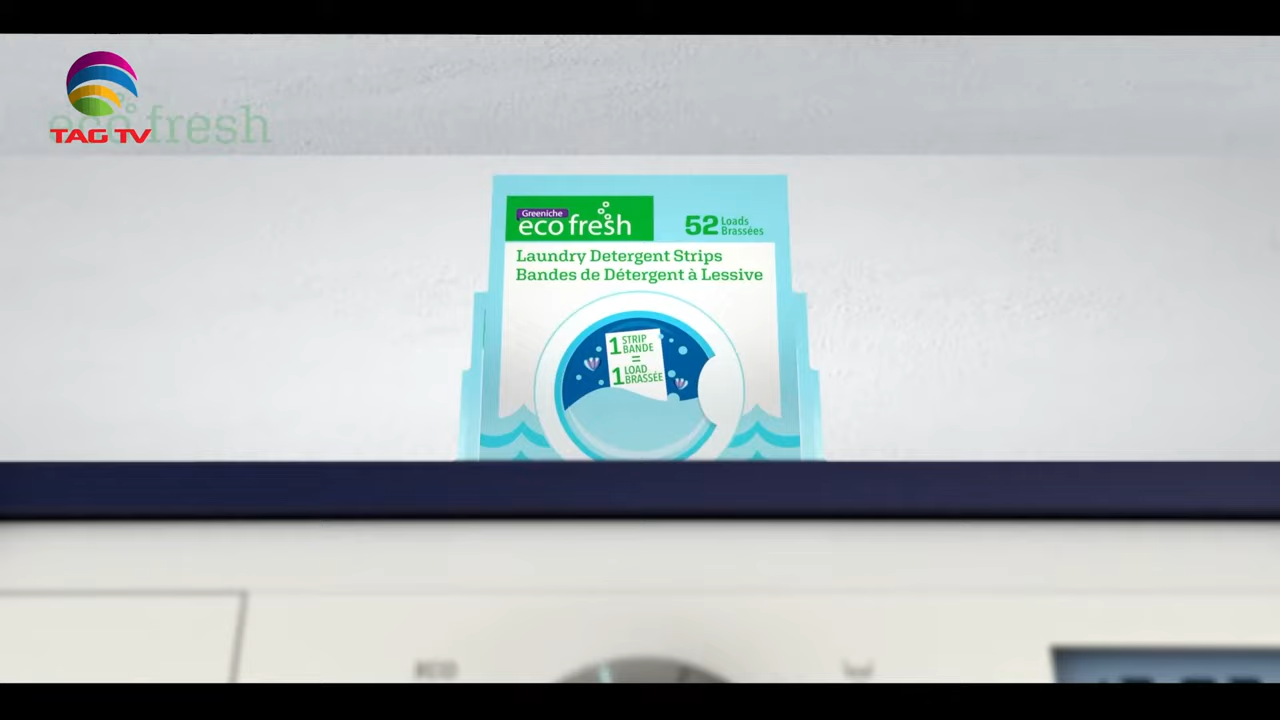 TAG TV
eco fresh
Greeniche
eco fresh
52 Loads
Brassées
Laundry Detergent Strips
Bandes de Détergent à Lessive
1 STRIP
BANDE
=
1 LOAD
BRASSÉE
ECO